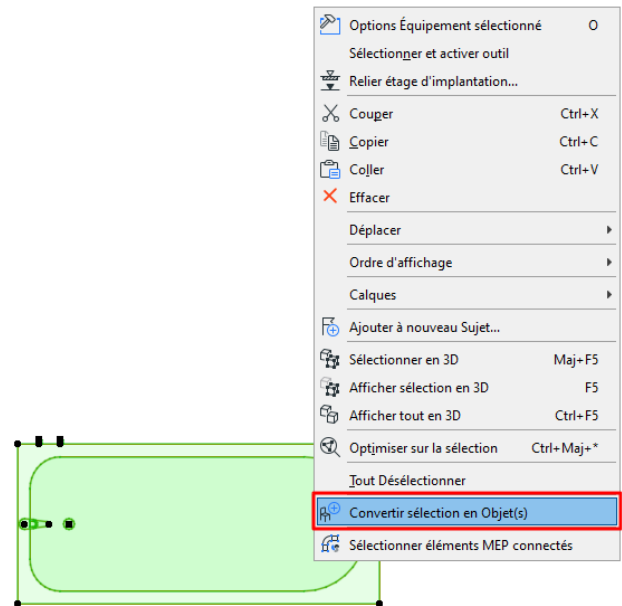 Options Équipement sélectionné O
Sélectionner et activer outil
Relier étage d'implantation...
Couper Ctrl+X
Copier Ctrl+C
Coller Ctrl+V
Effacer
Déplacer
Ordre d'affichage
Calques
Ajouter à nouveau Sujet...
Sélectionner en 3D Maj+F5
Afficher sélection en 3D F5
Afficher tout en 3D Ctrl+F5
Optimiser sur la sélection Ctrl+Maj+*
Tout Désélectionner
Convertir sélection en Objet(s)
Sélectionner éléments MEP connectés